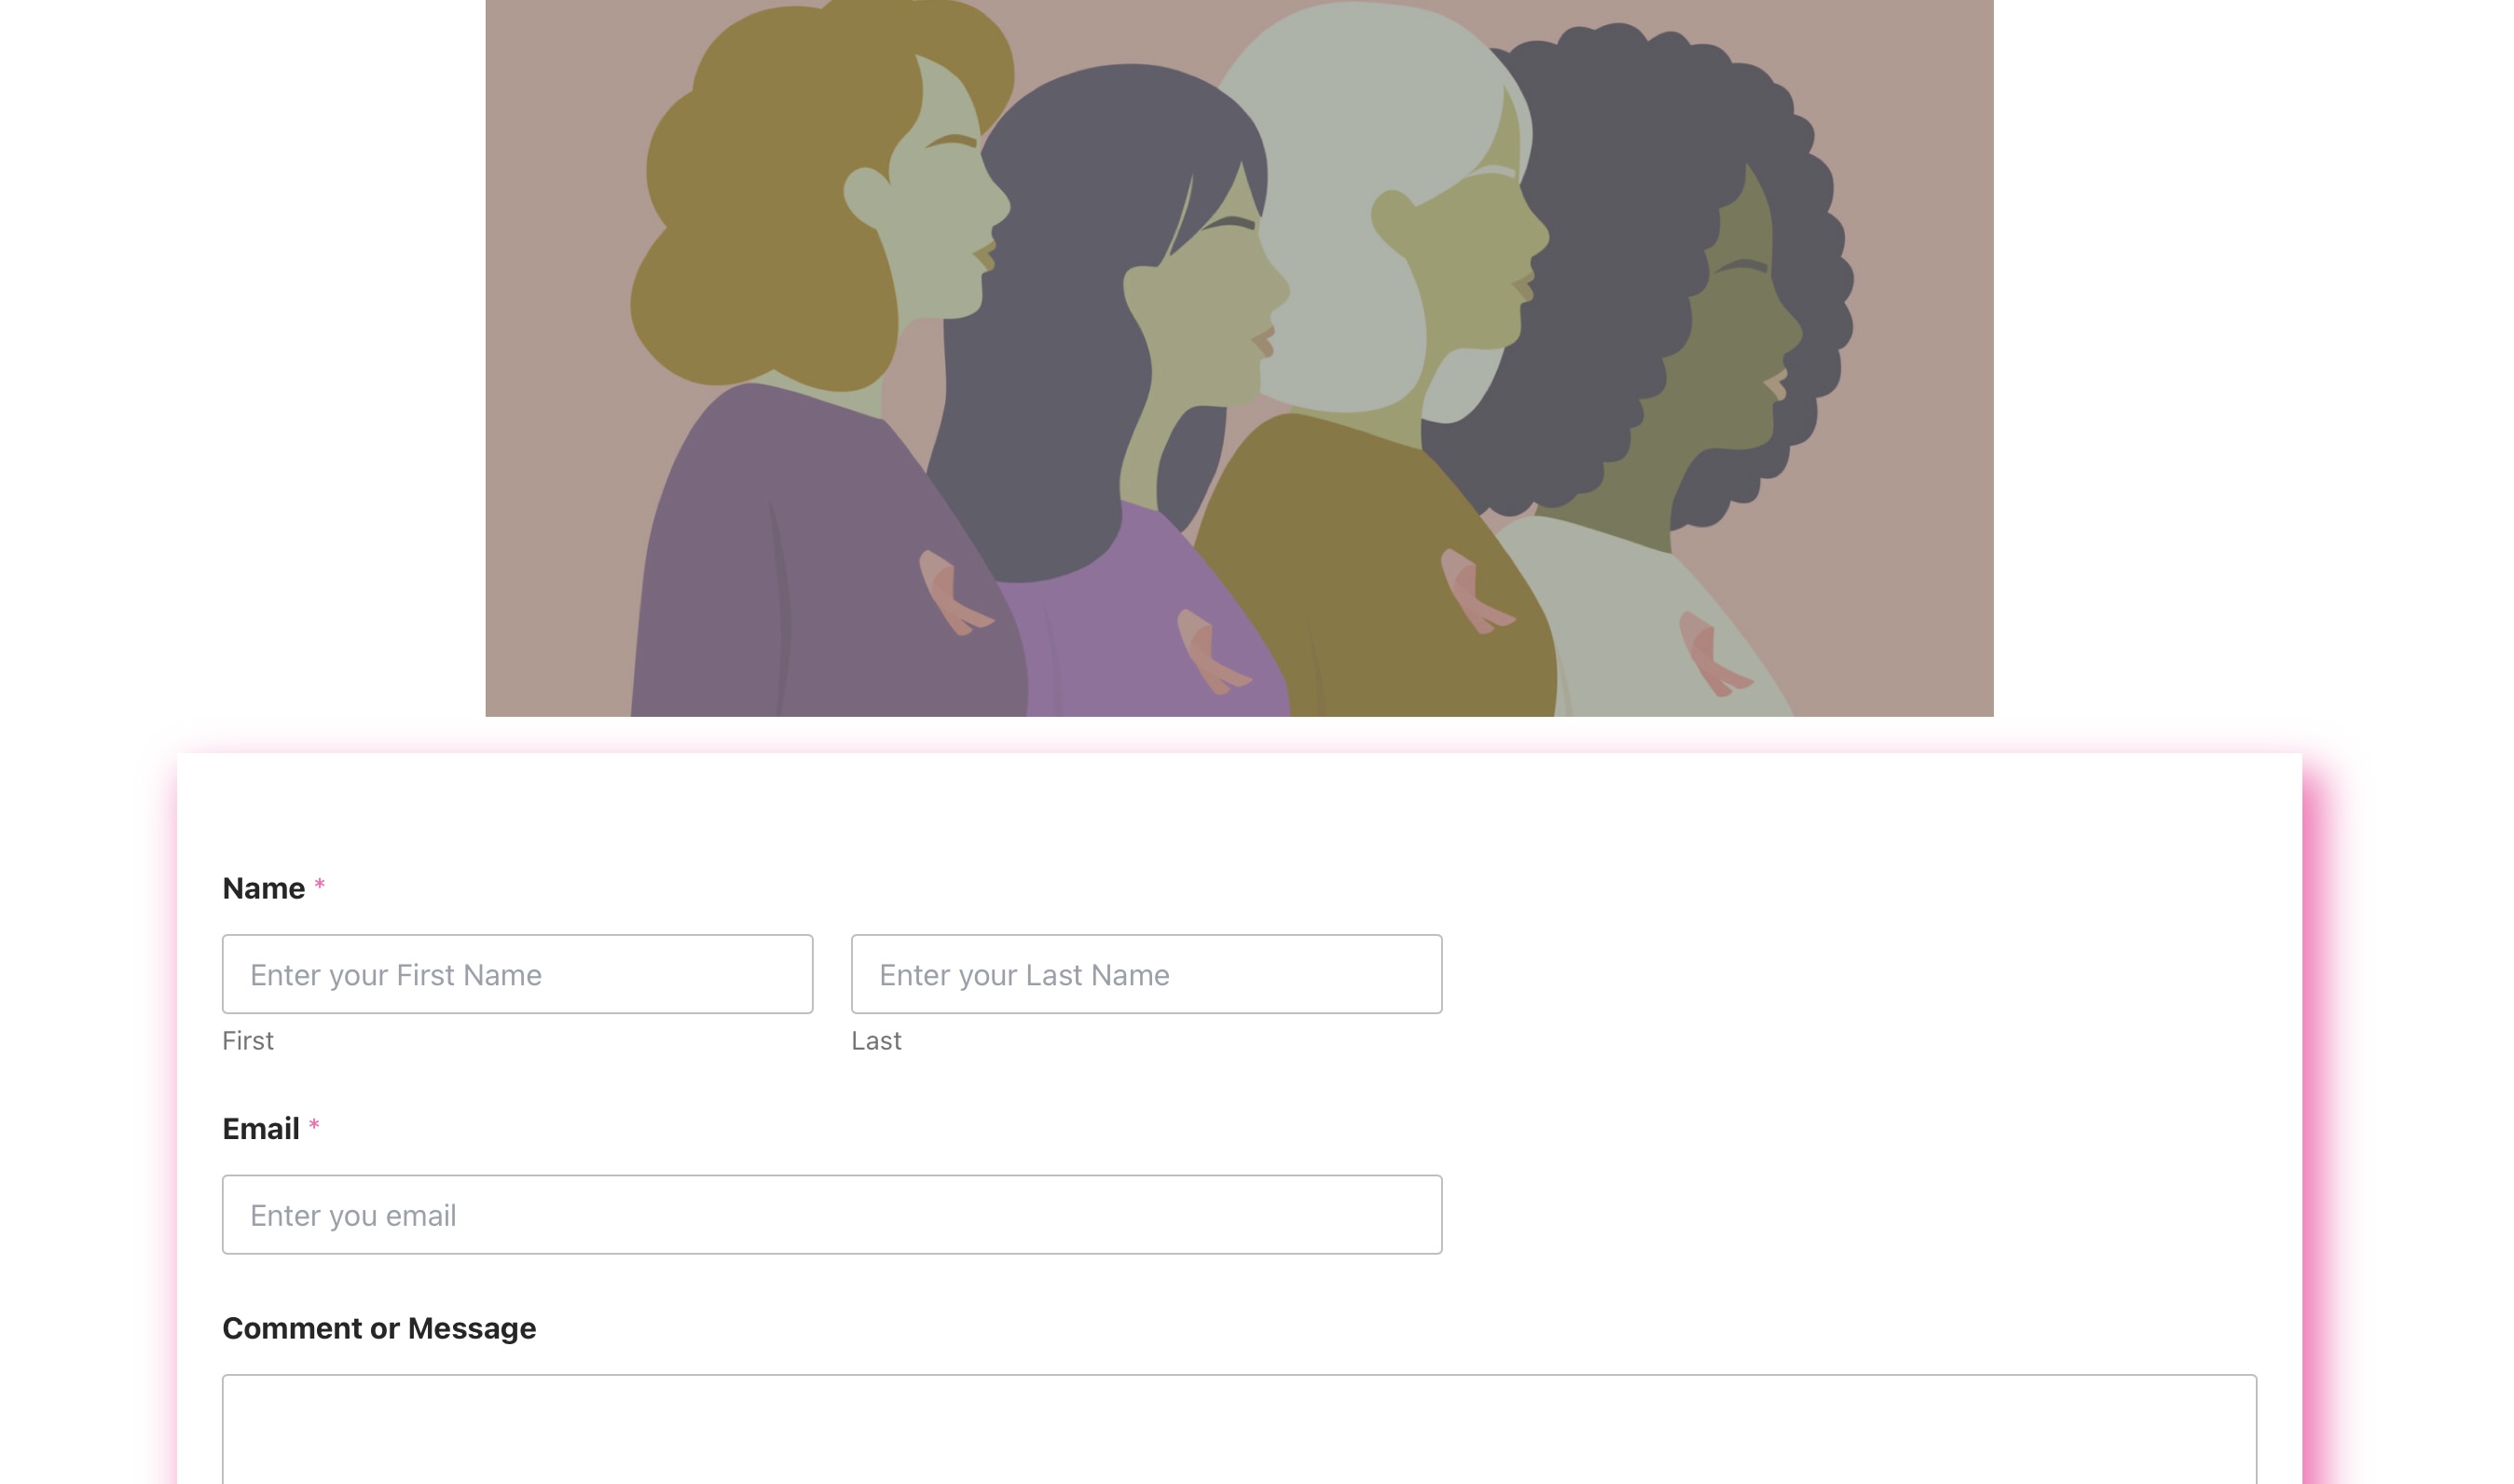 Name *
Enter your First Name
Enter your Last Name
First
Last
Email *
Enter you email
Comment or Message